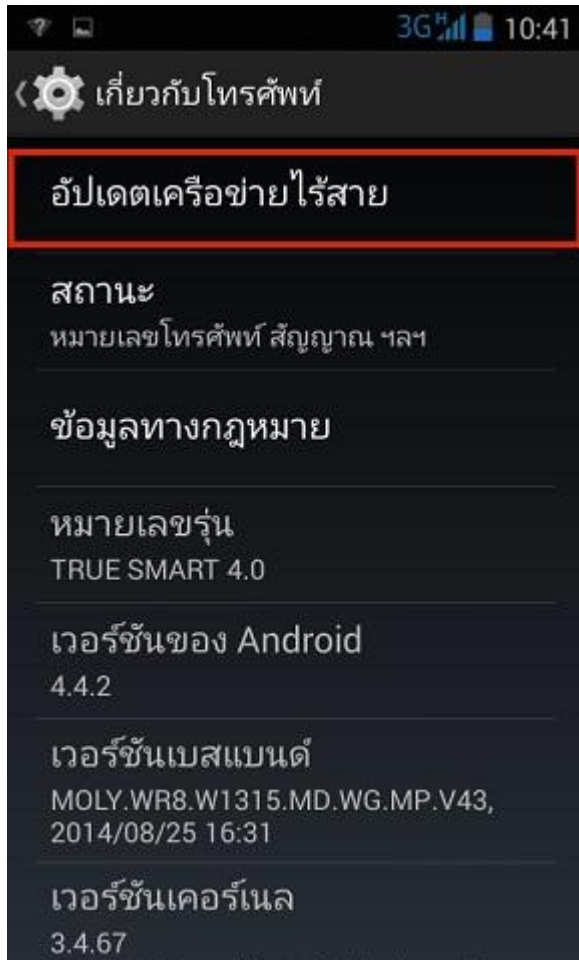 3G H 10:41
เกี่ยวกับโทรศัพท์
อัปเดตเครือข่ายไร้สาย
สถานะ
หมายเลขโทรศัพท์ สัญญาณ ฯลฯ
ข้อมูลทางกฎหมาย
หมายเลขรุ่น
TRUE SMART 4.0
เวอร์ชันของ Android
4.4.2
เวอร์ชันเบสแบนด์
MOLY.WR8.W1315.MD.WG.MP.V43,
2014/08/25 16:31
เวอร์ชันเคอร์เนล
3.4.67